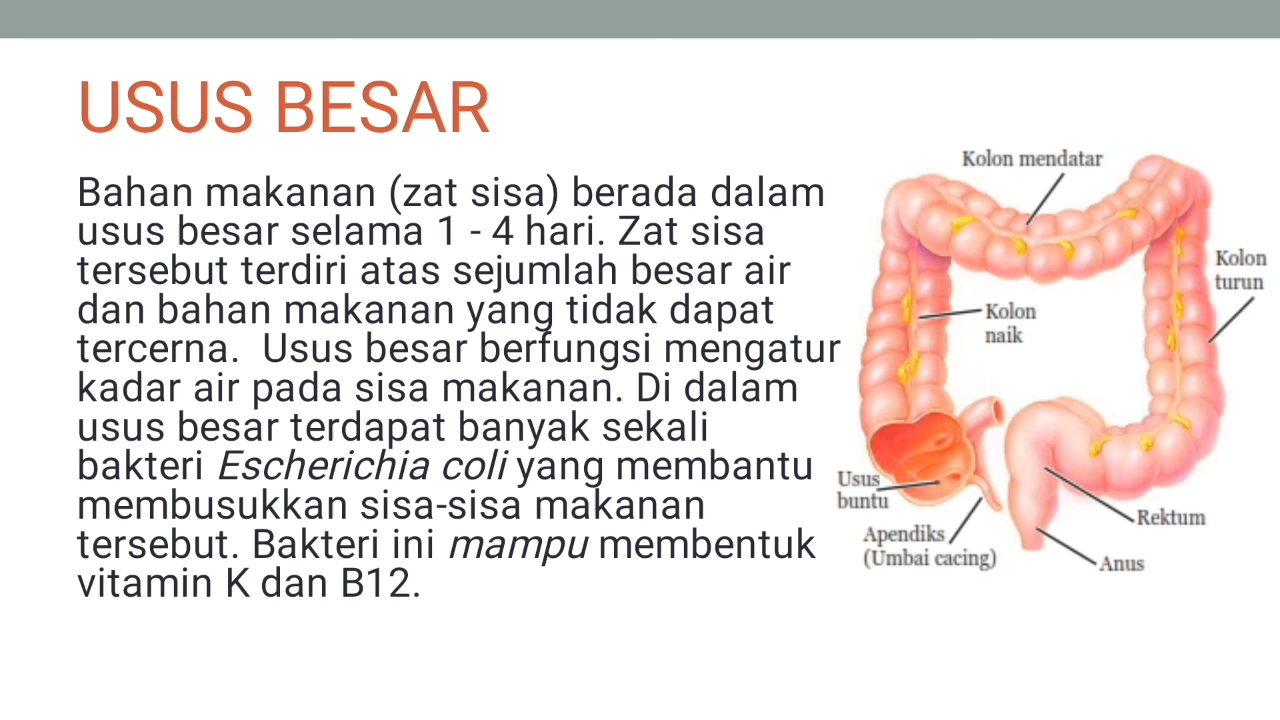 USUS BESAR
Bahan makanan (zat sisa) berada dalam
usus besar selama 1 - 4 hari. Zat sisa
tersebut terdiri atas sejumlah besar air
dan bahan makanan yang tidak dapat
tercerna.  Usus besar berfungsi mengatur
kadar air pada sisa makanan. Di dalam
usus besar terdapat banyak sekali
bakteri Escherichia coli yang membantu
membusukkan sisa-sisa makanan
tersebut. Bakteri ini mampu membentuk
vitamin K dan B12.
Kolon mendatar
Kolon
turun
Kolon
naik
Usus
buntu
Apendiks
(Umbai cacing)
Rektum
Anus